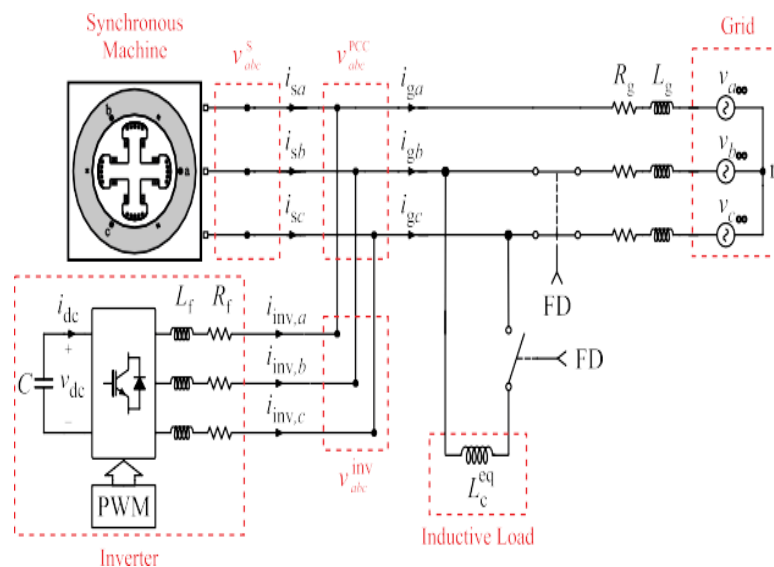 Synchronous
Machine
v_abc^S
v_abc^PCC
Grid
i_sa
i_ga
R_g
L_g
v_a∞
b
i_sb
i_gb
v_b∞
a
c
i_sc
i_gc
v_c∞
FD
L_f
R_f
i_dc
i_inv,a
+
C
v_dc
i_inv,b
FD
−
i_inv,c
PWM
v_abc^inv
L_c^eq
Inverter
Inductive Load